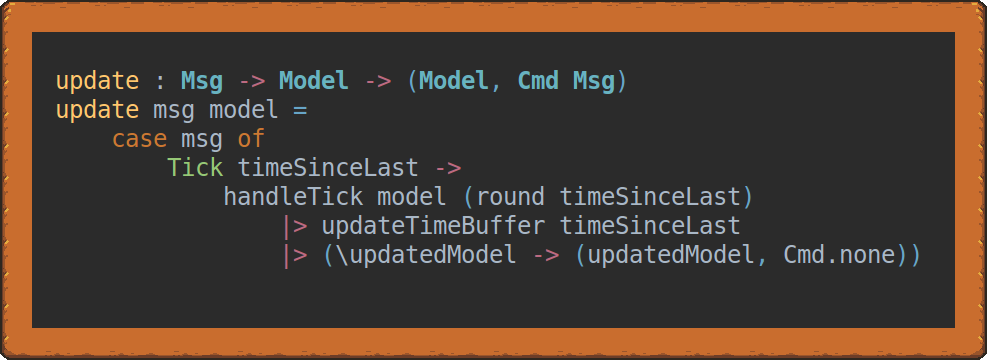 update : Msg -> Model -> (Model, Cmd Msg)
update msg model =
    case msg of
        Tick timeSinceLast ->
            handleTick model (round timeSinceLast)
                |> updateTimeBuffer timeSinceLast
                |> (\updatedModel -> (updatedModel, Cmd.none))